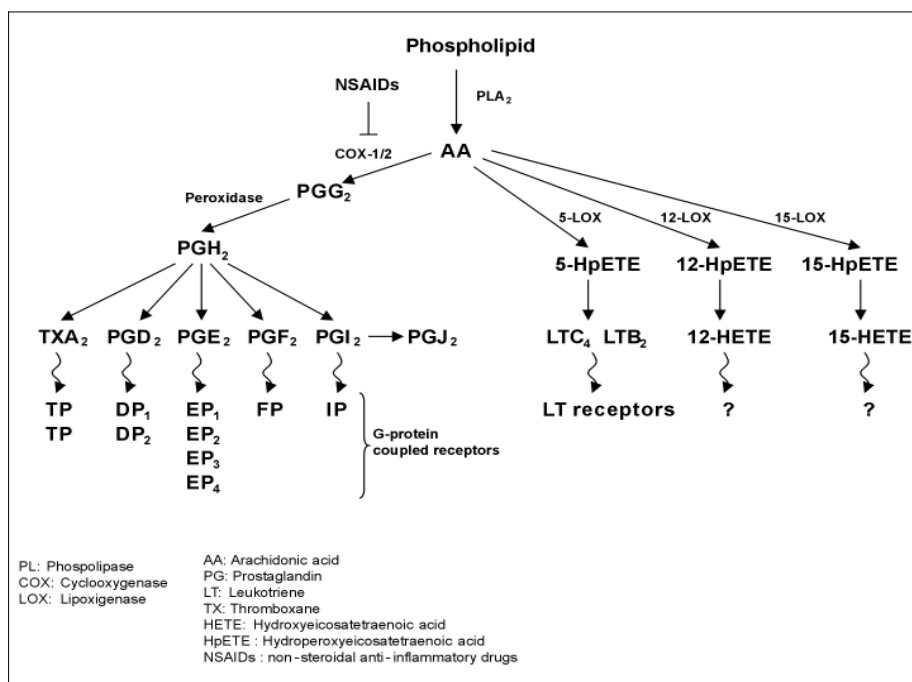 Phospholipid
NSAIDs
PLA₂
COX-1/2
AA
PGG₂
Peroxidase
5-LOX
12-LOX
15-LOX
PGH₂
5-HpETE 12-HpETE 15-HpETE
TXA₂ PGD₂ PGE₂ PGF₂ PGI₂ PGJ₂ LTC₄ LTB₂ 12-HETE 15-HETE
TP DP₁ EP₁ FP IP LT receptors ? ?
TP DP₂ EP₂
EP₃
EP₄
G-protein
coupled receptors
PL: Phospolipase
COX: Cyclooxygenase
LOX: Lipoxigenase
AA: Arachidonic acid
PG: Prostaglandin
LT: Leukotriene
TX: Thromboxane
HETE: Hydroxyeicosatetraenoic acid
HpETE : Hydroperoxyeicosatetraenoic acid
NSAIDs : non-steroidal anti-inflammatory drugs